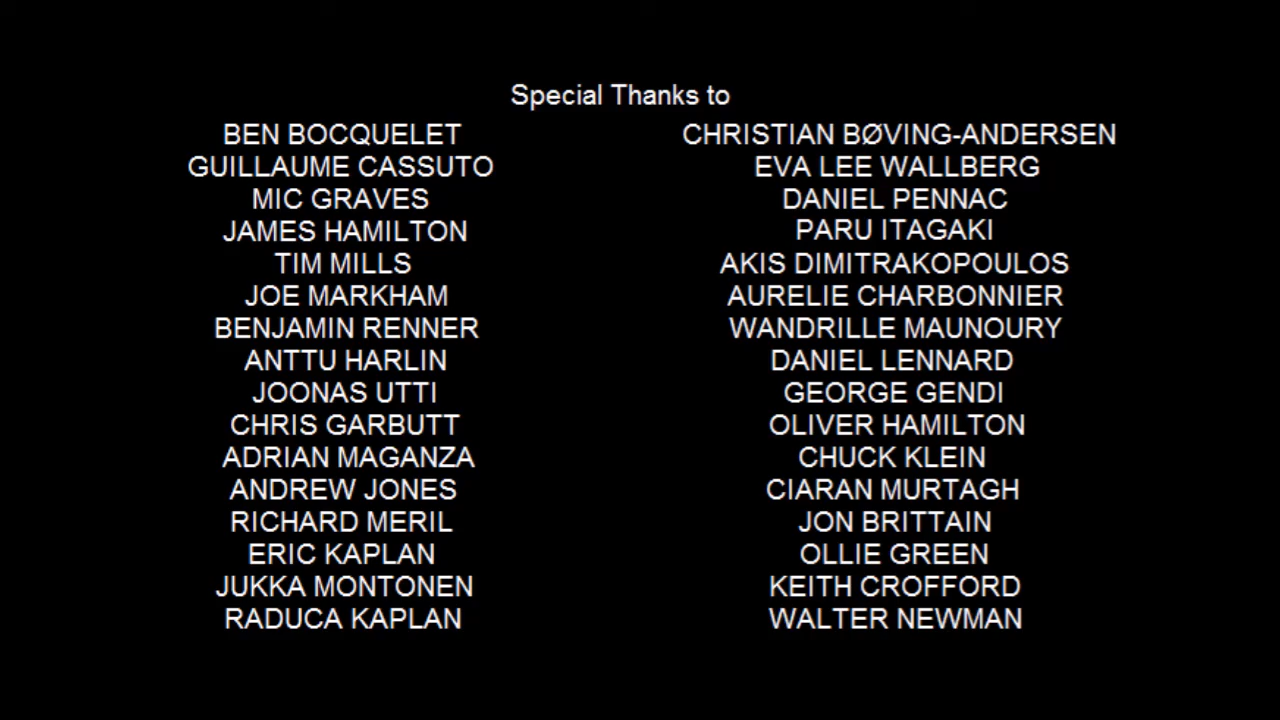 Special Thanks to
BEN BOCQUELET
GUILLAUME CASSUTO
MIC GRAVES
JAMES HAMILTON
TIM MILLS
JOE MARKHAM
BENJAMIN RENNER
ANTTU HARLIN
JOONAS UTTI
CHRIS GARBUTT
ADRIAN MAGANZA
ANDREW JONES
RICHARD MERIL
ERIC KAPLAN
JUKKA MONTONEN
RADUCA KAPLAN
CHRISTIAN BØVING-ANDERSEN
EVA LEE WALLBERG
DANIEL PENNAC
PARU ITAGAKI
AKIS DIMITRAKOPOULOS
AURELIE CHARBONNIER
WANDRILLE MAUNOURY
DANIEL LENNARD
GEORGE GENDI
OLIVER HAMILTON
CHUCK KLEIN
CIARAN MURTAGH
JON BRITTAIN
OLLIE GREEN
KEITH CROFFORD
WALTER NEWMAN